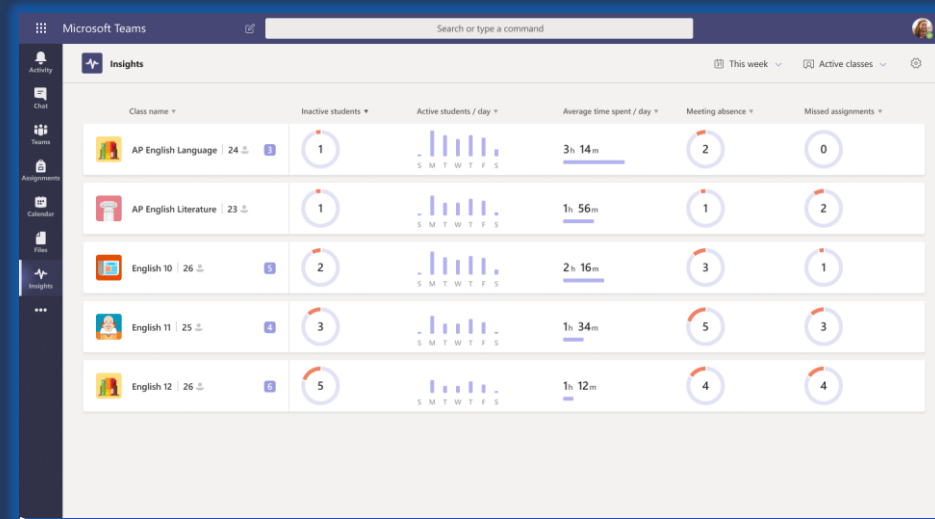 Microsoft Teams
Search or type a command
Activity
Chat
Teams
Assignments
Calendar
Files
Insights
Insights
This week
Active classes
Class name
Inactive students
Active students / day
Average time spent / day
Meeting absence
Missed assignments
AP English Language 24 3
1
S M T W T F S
3h 14m
2
0
AP English Literature 23
1
S M T W T F S
1h 56m
1
2
English 10 26 5
2
S M T W T F S
2h 16m
3
1
English 11 25 4
3
S M T W T F S
1h 34m
5
3
English 12 26 6
5
S M T W T F S
1h 12m
4
4